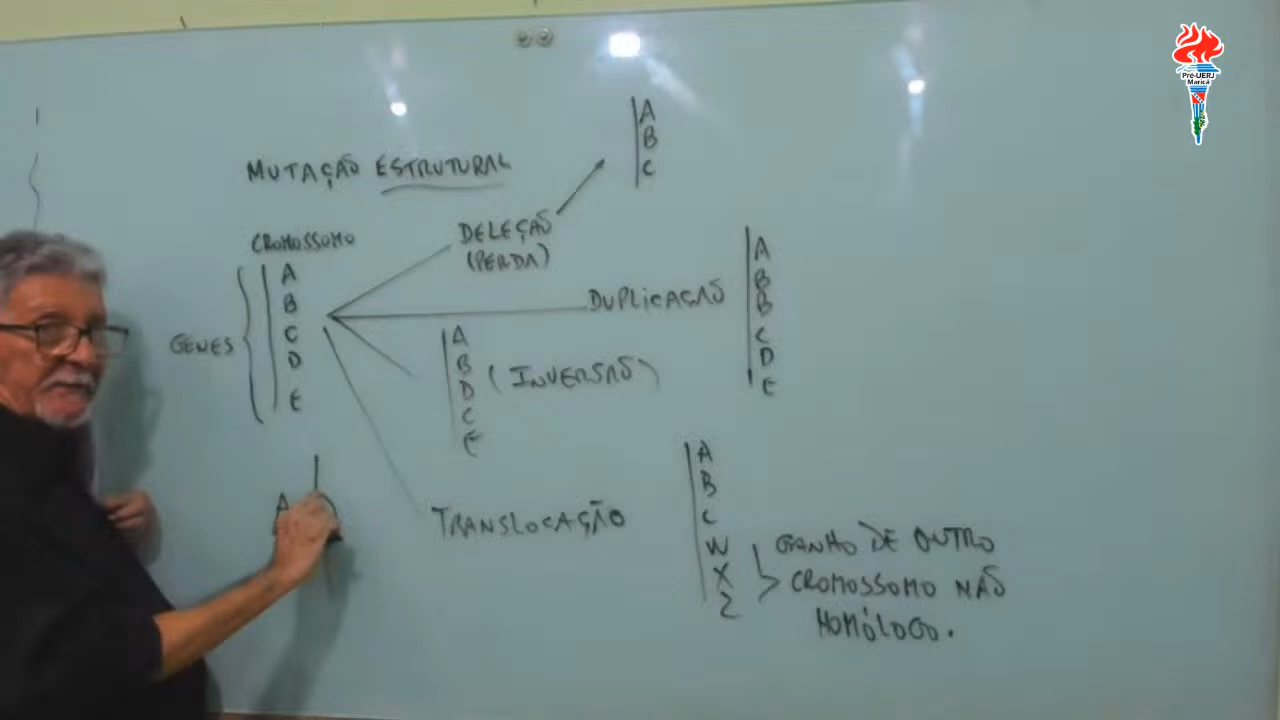 Pré-UERJ
Maricá
MUTAÇÃO ESTRUTURAL
CROMOSSOMO
GENES
A
B
C
D
E
DELEÇÃO
(PERDA)
A
B
C
DUPLICAÇÃO
A
B
B
C
D
E
A
B
D
C
E
(INVERSÃO)
TRANSLOCAÇÃO
A
B
C
W
X
Z
GANHO DE OUTRO
CROMOSSOMO NÃO
HOMÓLOGO.
A